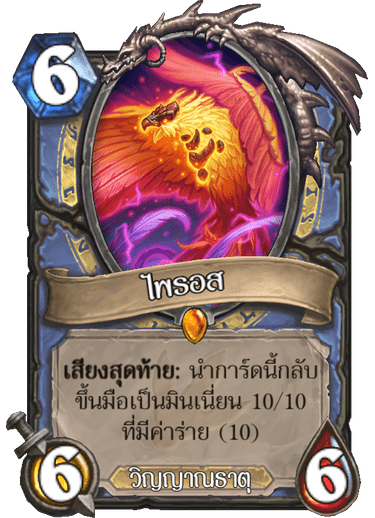 6
ไพรอส
เสียงสุดท้าย: นำการ์ดนี้กลับ
ขึ้นมือเป็นมินเนี่ยน 10/10
ที่มีค่าร่าย (10)
6
วิญญาณธาตุ
6